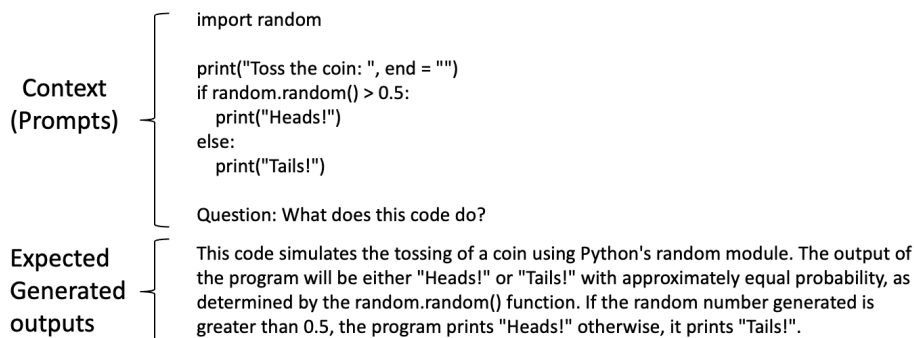 Context
(Prompts)
import random
print("Toss the coin: ", end = "")
if random.random() > 0.5:
    print("Heads!")
else:
    print("Tails!")
Question: What does this code do?
Expected
Generated
outputs
This code simulates the tossing of a coin using Python's random module. The output of
the program will be either "Heads!" or "Tails!" with approximately equal probability, as
determined by the random.random() function. If the random number generated is
greater than 0.5, the program prints "Heads!" otherwise, it prints "Tails!".